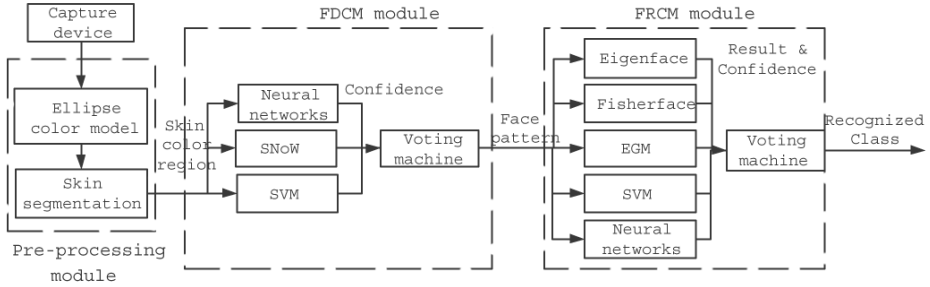 FDCM module
FRCM module
Capture
device
Ellipse
color model
Skin
segmentation
Pre-processing
module
Skin
color
region
Neural
networks
SNoW
SVM
Confidence
Voting
machine
Face
pattern
Eigenface
Fisherface
EGM
SVM
Neural
networks
Result &
Confidence
Voting
machine
Recognized
Class